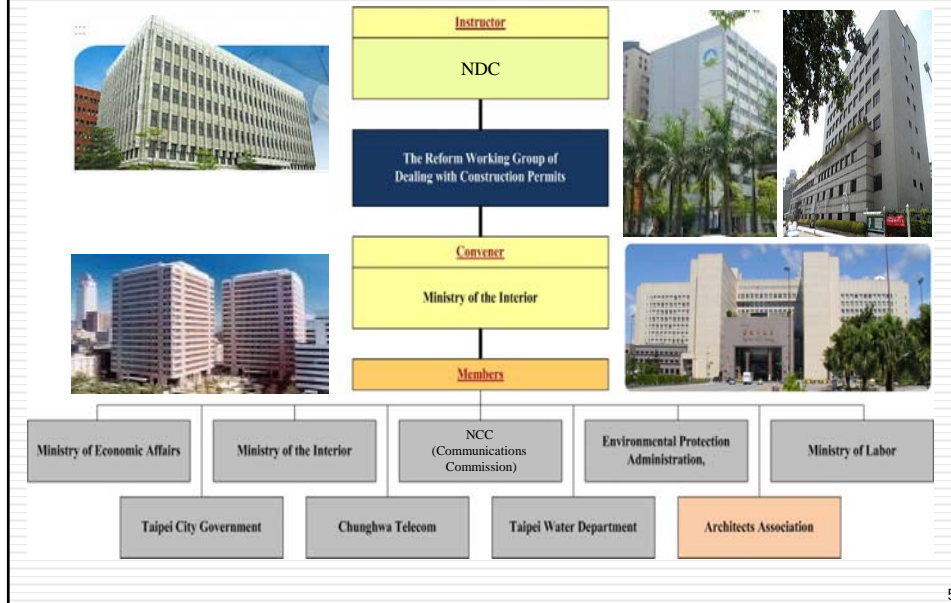 Instructor
NDC
The Reform Working Group of
Dealing with Construction Permits
Convener
Ministry of the Interior
Members
Ministry of Economic Affairs
Ministry of the Interior
NCC
(Communications
Commission)
Environmental Protection
Administration,
Ministry of Labor
Taipei City Government
Chunghwa Telecom
Taipei Water Department
Architects Association
5